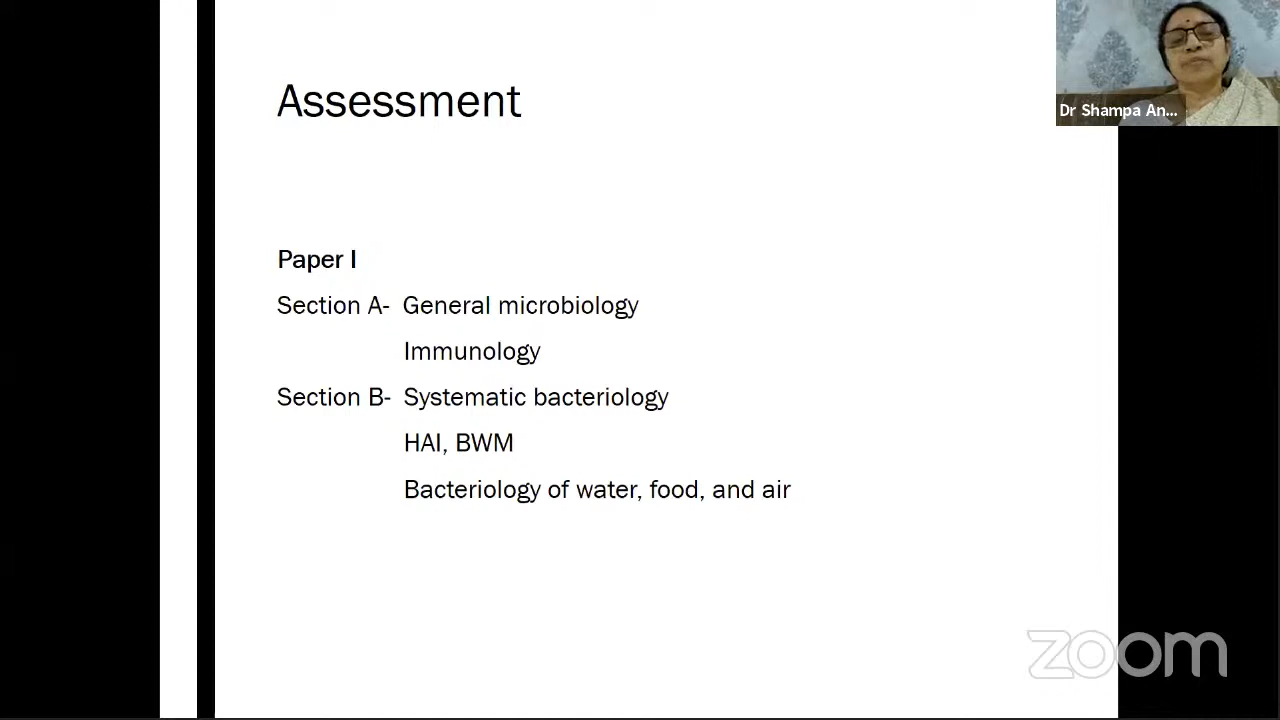 Assessment
Dr Shampa An...
Paper I
Section A- General microbiology
Immunology
Section B- Systematic bacteriology
HAI, BWM
Bacteriology of water, food, and air
zoom